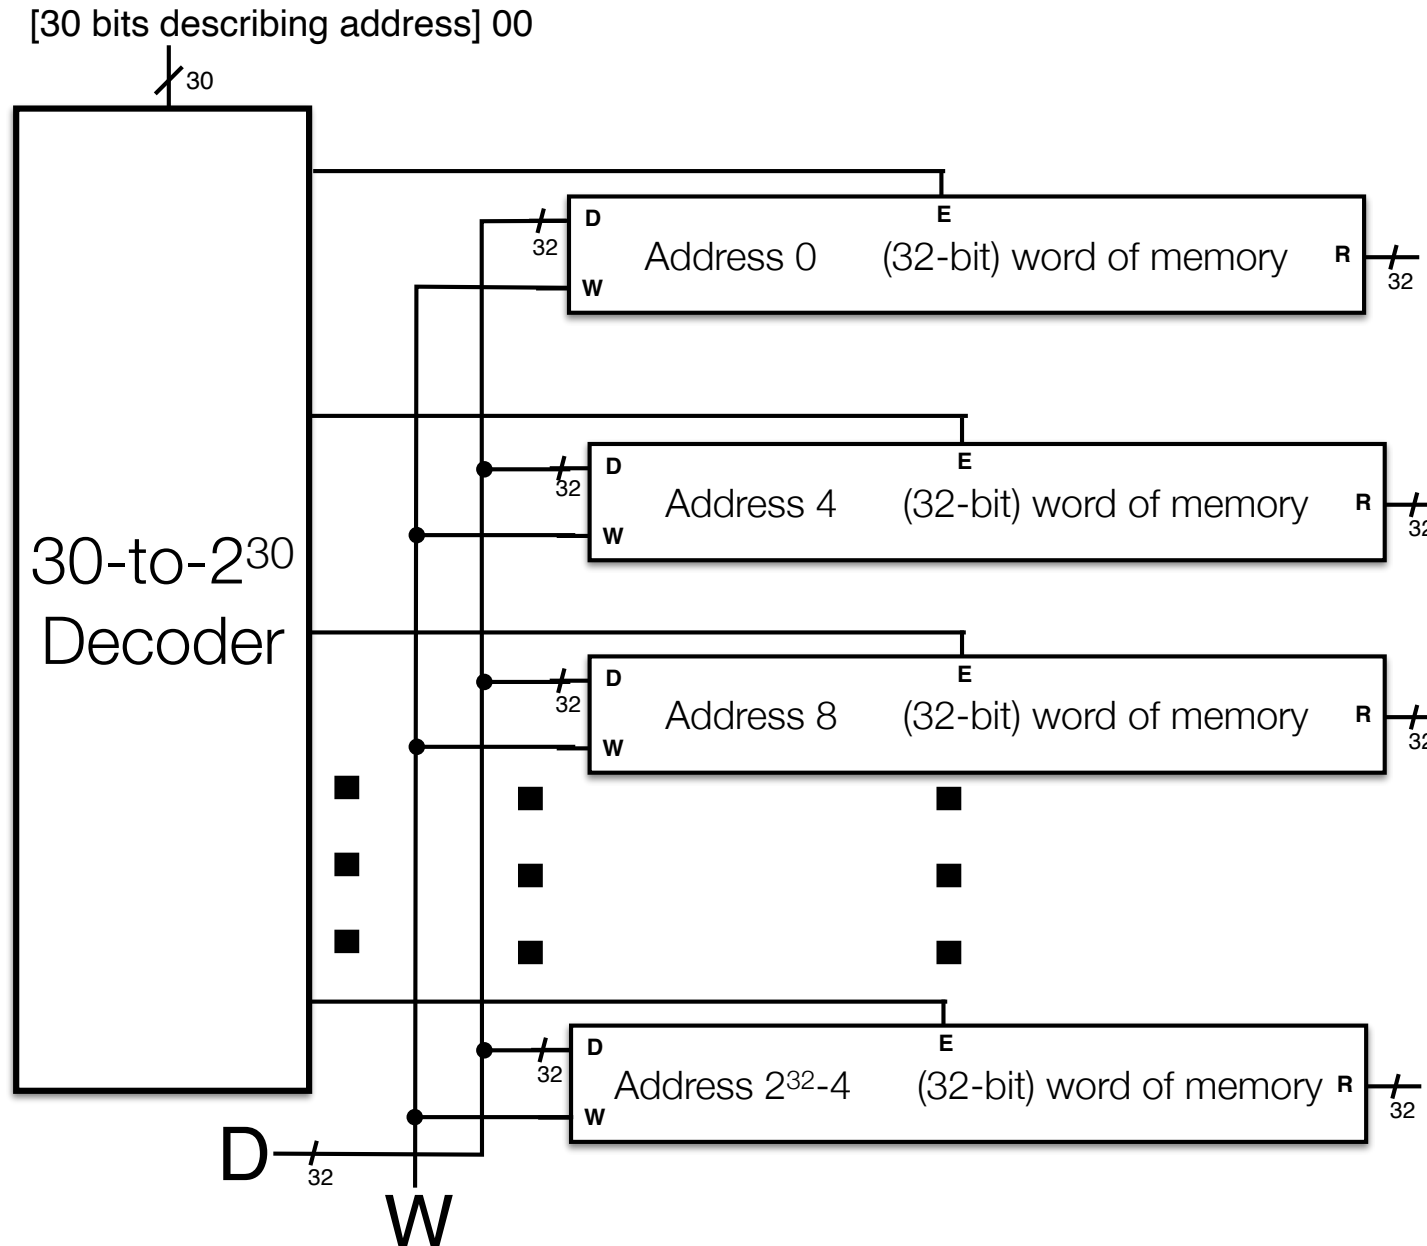 [30 bits describing address] 00
30
30-to-2³⁰
Decoder
E
D
32
Address 0 (32-bit) word of memory
R
32
W
E
D
32
Address 4 (32-bit) word of memory
R
32
W
E
D
32
Address 8 (32-bit) word of memory
R
32
W
E
D
32
Address 2³²-4 (32-bit) word of memory
R
32
W
D
32
W